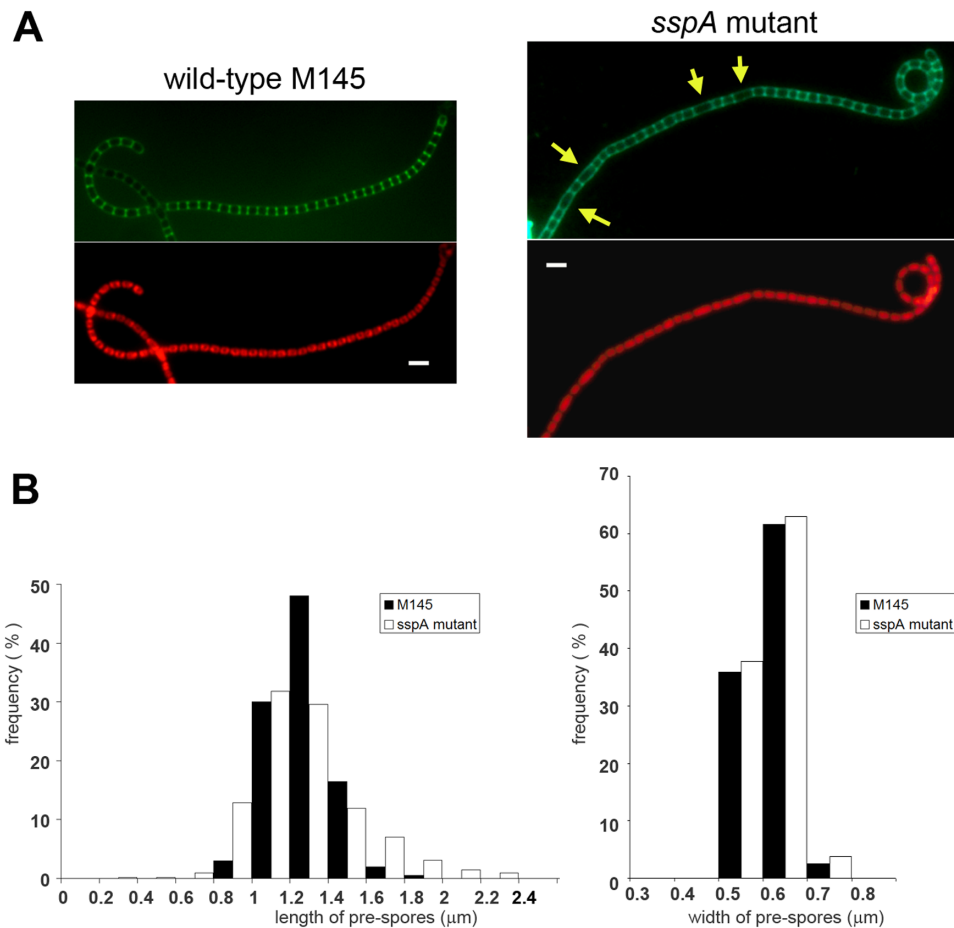 A
wild-type M145
sspA mutant
B
frequency ( % )
50
40
30
20
10
0
M145
sspA mutant
0 0.2 0.4 0.6 0.8 1 1.2 1.4 1.6 1.8 2 2.2 2.4
length of pre-spores (μm)
frequency ( % )
70
60
50
40
30
20
10
0
M145
sspA mutant
0.3 0.4 0.5 0.6 0.7 0.8
width of pre-spores (μm)